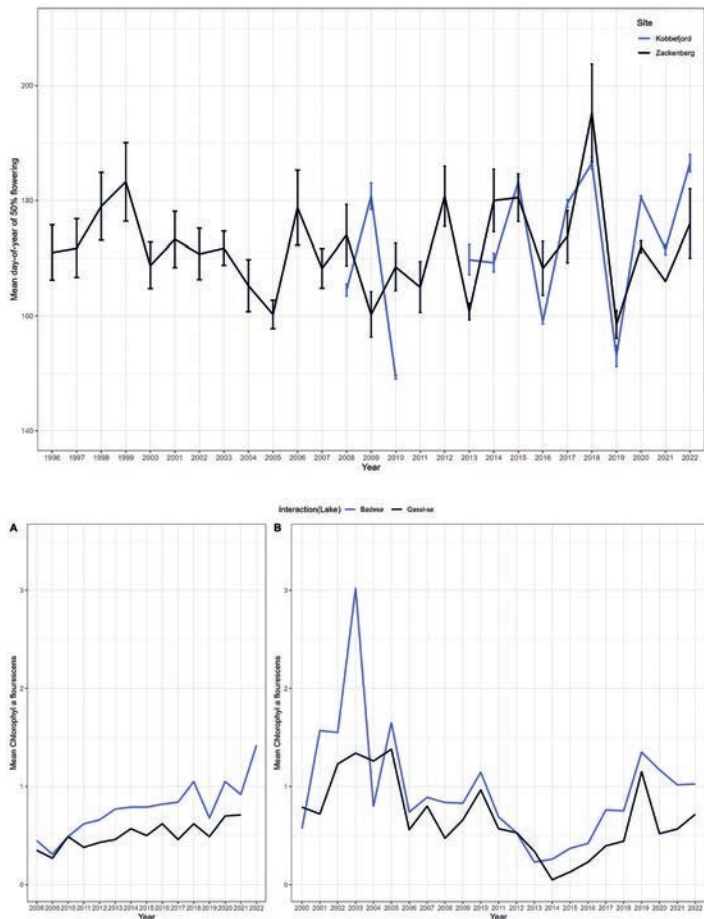 Site
Kobbefjord
Zackenberg
200
180
160
140
Mean day-of-year of 50% flowering
1996 1997 1998 1999 2000 2001 2002 2003 2004 2005 2006 2007 2008 2009 2010 2011 2012 2013 2014 2015 2016 2017 2018 2019 2020 2021 2022
Year
interaction(Lake) Badesø
A
B
3
2
1
0
Mean Chlorophyl a flourescens
2008 2009 2010 2011 2012 2013 2014 2015 2016 2017 2018 2019 2020 2021 2022
Year
3
2
1
0
Mean Chlorophyl a flourescens
2000 2001 2002 2003 2004 2005 2006 2007 2008 2009 2010 2011 2012 2013 2014 2015 2016 2017 2018 2019 2020 2021 2022
Year